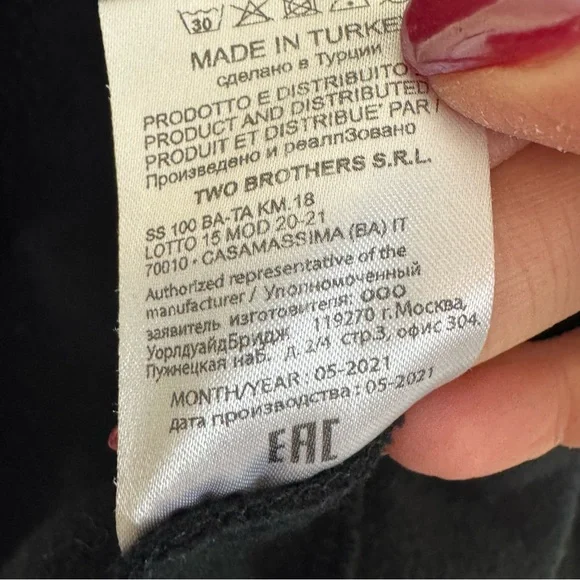 30
MADE IN TURKE
сделано в Турции
PRODOTTO E DISTRIBUITO
PRODUCT AND DISTRIBUTED
PRODUIT ET DISTRIBUE' PAR /
Произведено и реалпЗовано
TWO BROTHERS S.R.L.
SS 100 BA-TA KM.18
LOTTO 15 MOD 20-21
70010 • CASAMASSIMA (BA) IT
Authorized representative of the
manufacturer / Уполномоченный
заявитель изготовителя: ООО
УорлдуайдБридж 119270 г.Москва,
Пужнецкая наБ. д. 2/4 стр.3, офис 304.
MONTH/YEAR : 05-2021
дата производства : 05-2021
EAC